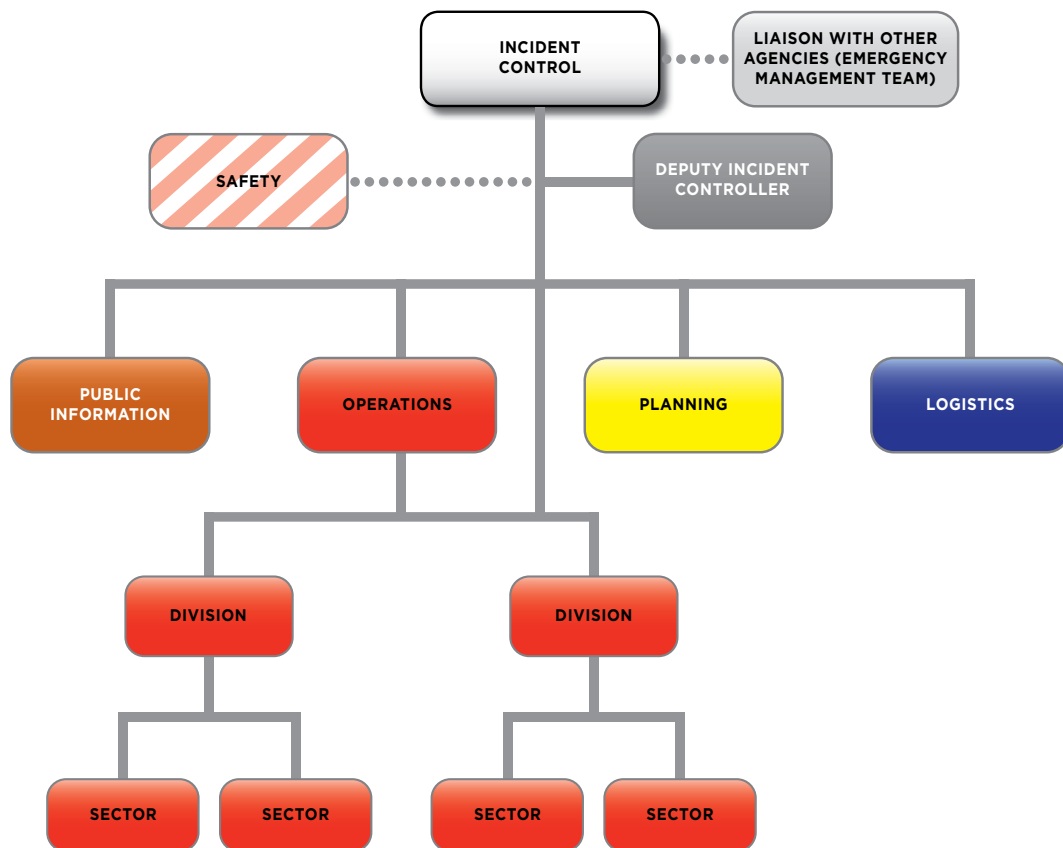 INCIDENT
CONTROL
LIAISON WITH OTHER
AGENCIES (EMERGENCY
MANAGEMENT TEAM)
SAFETY
DEPUTY INCIDENT
CONTROLLER
PUBLIC
INFORMATION
OPERATIONS
PLANNING
LOGISTICS
DIVISION
DIVISION
SECTOR
SECTOR
SECTOR
SECTOR